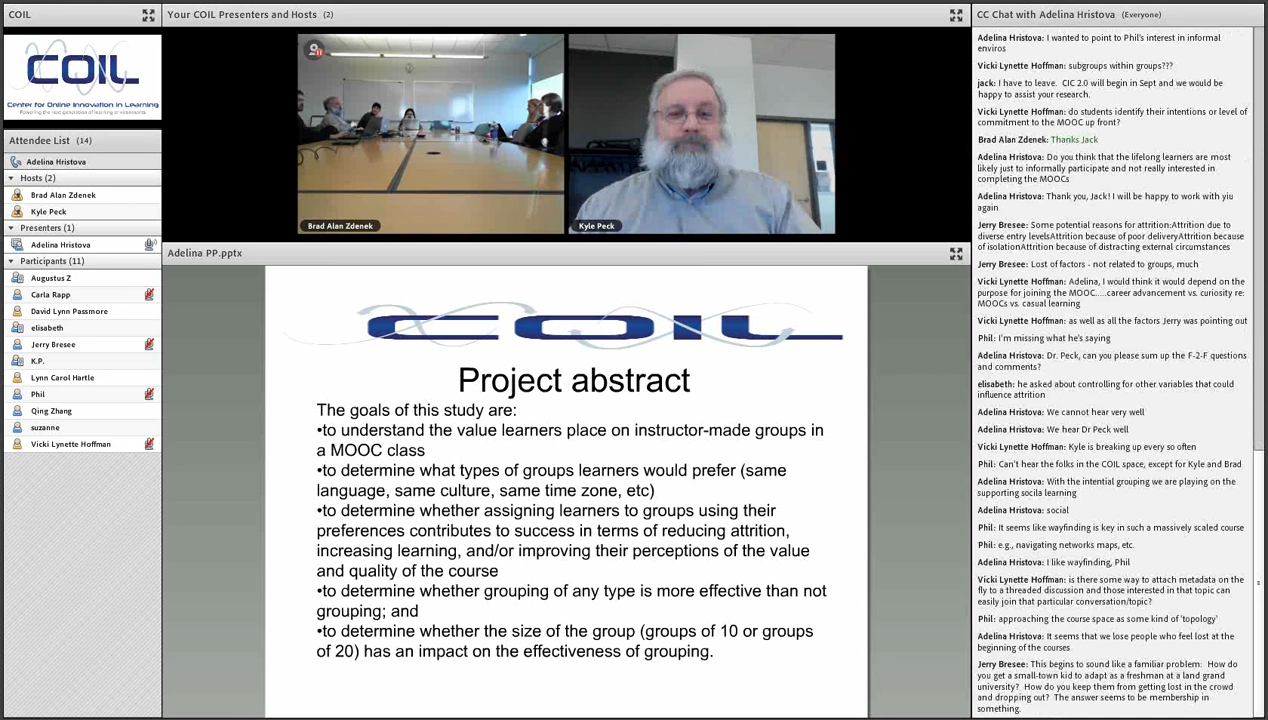 COIL
COIL
Center for Online Innovation in Learning
Attendee List (14)
Adelina Hristova
Hosts (2)
Brad Alan Zdenek
Kyle Peck
Presenters (1)
Adelina Hristova
Participants (11)
Augustus Z
Carla Rapp
David Lynn Passmore
elisabeth
Jerry Bresee
K.P.
Lynn Carol Hartle
Phil
Qing Zhang
suzanne
Vicki Lynette Hoffman
Your COIL Presenters and Hosts (2)
Brad Alan Zdenek
Kyle Peck
Adelina PP.pptx
COIL
Project abstract
The goals of this study are:
•to understand the value learners place on instructor-made groups in
a MOOC class
•to determine what types of groups learners would prefer (same
language, same culture, same time zone, etc)
•to determine whether assigning learners to groups using their
preferences contributes to success in terms of reducing attrition,
increasing learning, and/or improving their perceptions of the value
and quality of the course
•to determine whether grouping of any type is more effective than not
grouping; and
•to determine whether the size of the group (groups of 10 or groups
of 20) has an impact on the effectiveness of grouping.
CC Chat with Adelina Hristova (Everyone)
Adelina Hristova: I wanted to point to Phil's interest in informal
enviros
Vicki Lynette Hoffman: subgroups within groups???
jack: I have to leave. CIC 2.0 will begin in Sept and we would be
happy to assist your research.
Vicki Lynette Hoffman: do students identify their intentions or level of
commitment to the MOOC up front?
Brad Alan Zdenek: Thanks Jack
Adelina Hristova: Do you think that the lifelong learners are most
likely just to informally participate and not really interested in
completing the MOOCs
Adelina Hristova: Thank you, Jack! I will be happy to work with yiu
again
Jerry Bresee: Some potential reasons for attrition:Attrition due to
diverse entry levelsAttrition because of poor deliveryAttrition because
of isolationAttrition because of distracting external circumstances
Jerry Bresee: Lost of factors - not related to groups, much
Vicki Lynette Hoffman: Adelina, I would think it would depend on the
purpose for joining the MOOC.....career advancement vs. curiosity re:
MOOCs vs. casual learning
Vicki Lynette Hoffman: as well as all the factors Jerry was pointing out
Phil: I'm missing what he's saying
Adelina Hristova: Dr. Peck, can you please sum up the F-2-F questions
and comments?
elisabeth: he asked about controlling for other variables that could
influence attrition
Adelina Hristova: We cannot hear very well
Adelina Hristova: We hear Dr Peck well
Vicki Lynette Hoffman: Kyle is breaking up every so often
Phil: Can't hear the folks in the COIL space, except for Kyle and Brad
Adelina Hristova: With the intential grouping we are playing on the
supporting socila learning
Adelina Hristova: social
Phil: It seems like wayfinding is key in such a massively scaled course
Phil: e.g., navigating networks maps, etc.
Adelina Hristova: I like wayfinding, Phil
Vicki Lynette Hoffman: is there some way to attach metadata on the
fly to a threaded discussion and those interested in that topic can
easily join that particular conversation/topic?
Phil: approaching the course space as some kind of 'topology'
Adelina Hristova: It seems that we lose people who feel lost at the
beginning of the courses
Jerry Bresee: This begins to sound like a familiar problem: How do
you get a small-town kid to adapt as a freshman at a land grand
university? How do you keep them from getting lost in the crowd
and dropping out? The answer seems to be membership in
something.